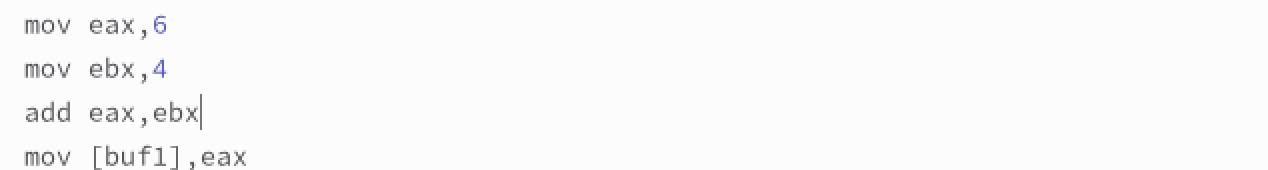 mov eax,6
mov ebx,4
add eax,ebx
mov [buf1],eax